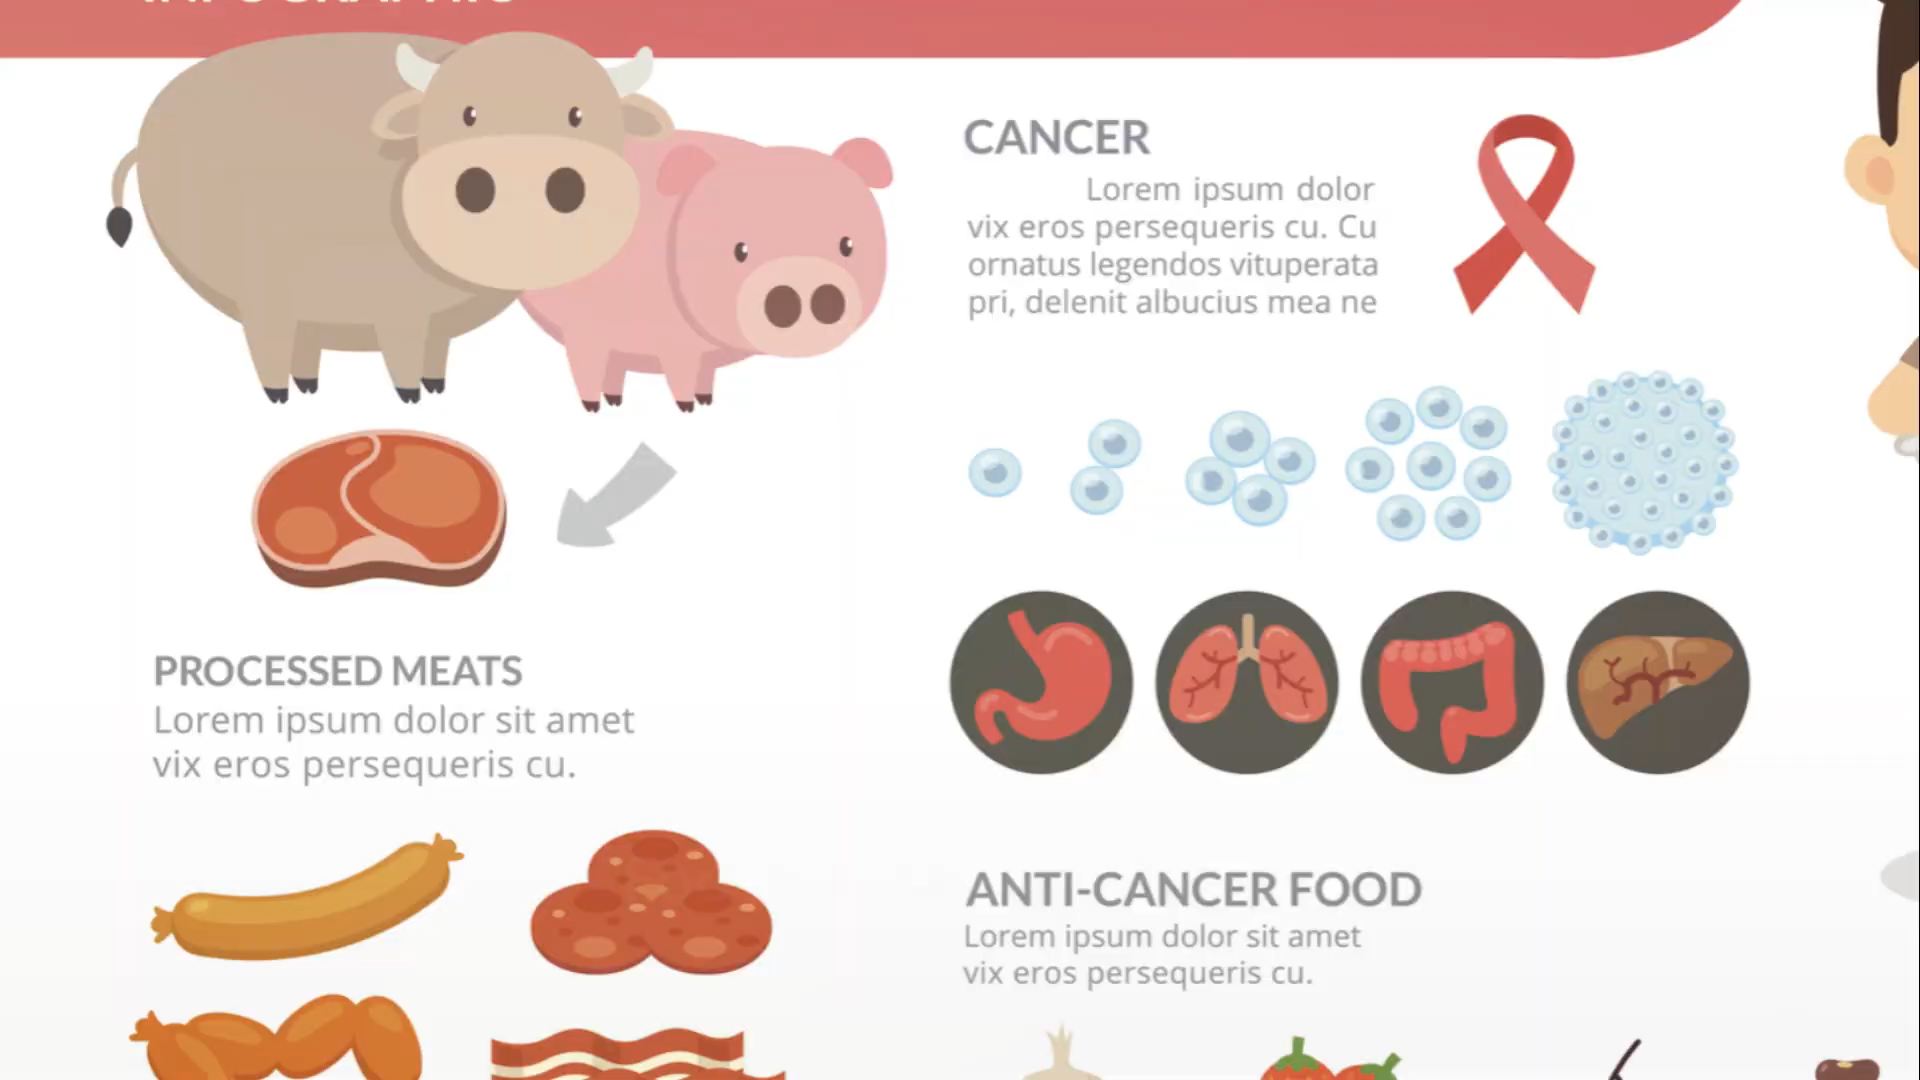 INFOGRAPHIC
CANCER
Lorem ipsum dolor
vix eros persequeris cu. Cu
ornatus legendos vituperata
pri, delenit albucius mea ne
PROCESSED MEATS
Lorem ipsum dolor sit amet
vix eros persequeris cu.
ANTI-CANCER FOOD
Lorem ipsum dolor sit amet
vix eros persequeris cu.